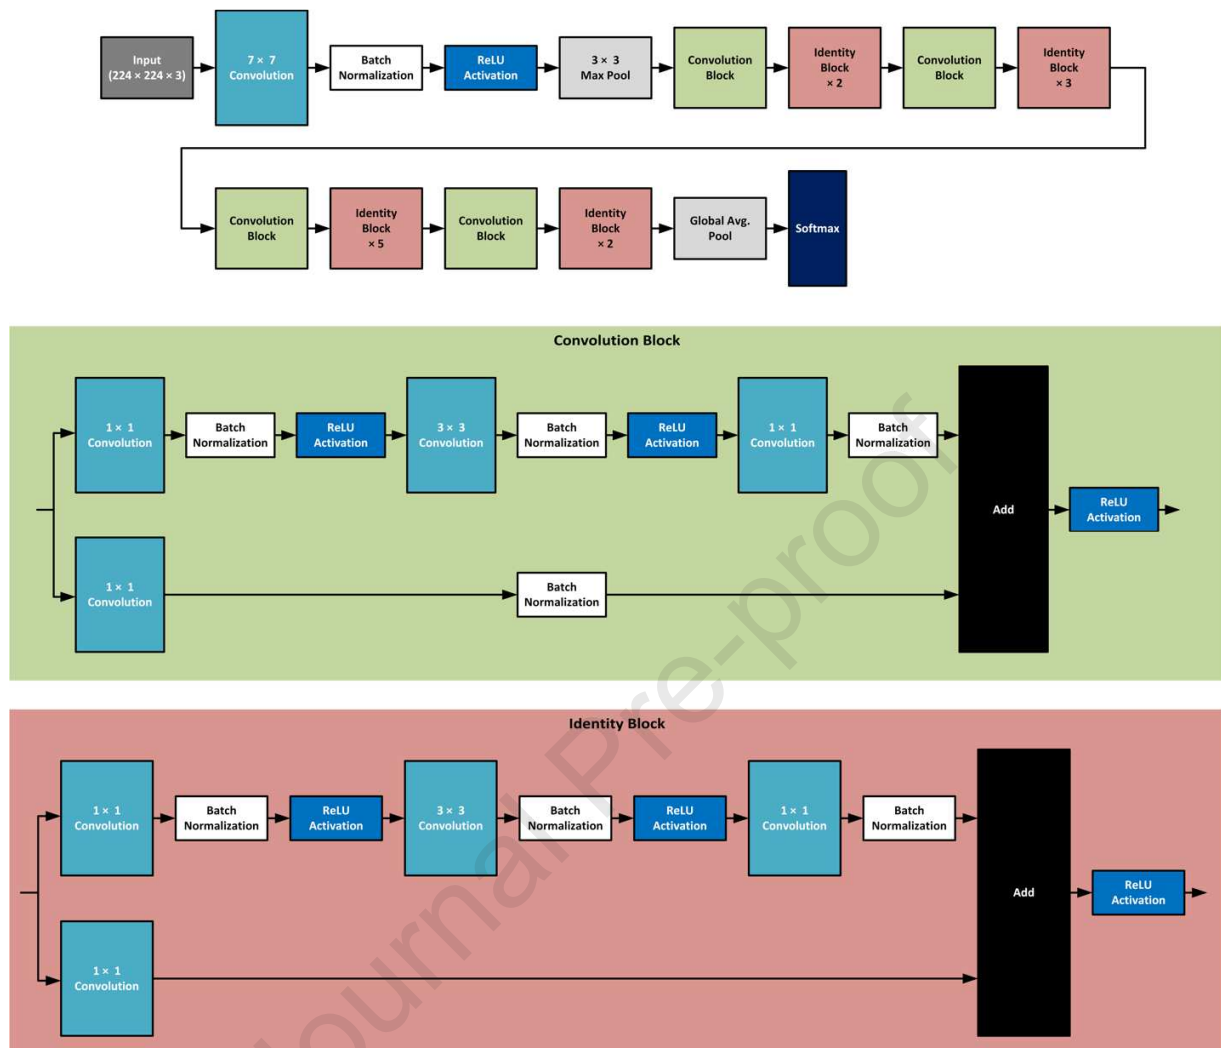 Input
(224 × 224 × 3)
7 × 7
Convolution
Batch
Normalization
ReLU
Activation
3 × 3
Max Pool
Convolution
Block
Identity
Block
× 2
Convolution
Block
Identity
Block
× 3
Convolution
Block
Identity
Block
× 5
Convolution
Block
Identity
Block
× 2
Global Avg.
Pool
Softmax
Convolution Block
1 × 1
Convolution
Batch
Normalization
ReLU
Activation
3 × 3
Convolution
Batch
Normalization
ReLU
Activation
1 × 1
Convolution
Batch
Normalization
Add
ReLU
Activation
1 × 1
Convolution
Batch
Normalization
Identity Block
1 × 1
Convolution
Batch
Normalization
ReLU
Activation
3 × 3
Convolution
Batch
Normalization
ReLU
Activation
1 × 1
Convolution
Batch
Normalization
Add
ReLU
Activation
1 × 1
Convolution
Journal Pre-proof